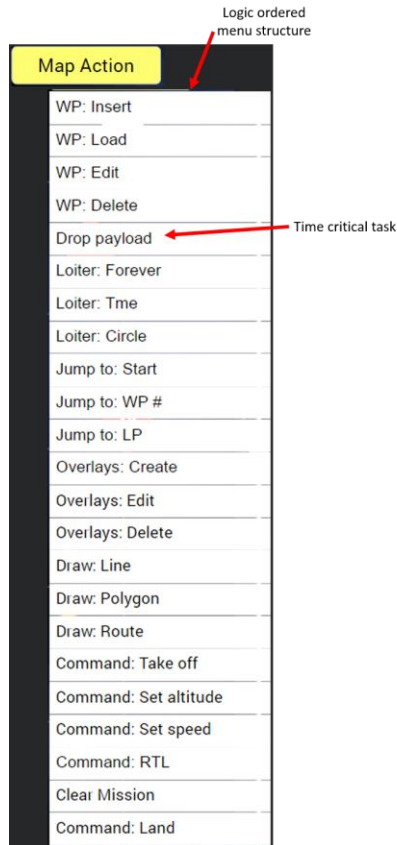 Logic ordered
menu structure
Map Action
WP: Insert
WP: Load
WP: Edit
WP: Delete
Drop payload
Time critical task
Loiter: Forever
Loiter: Tme
Loiter: Circle
Jump to: Start
Jump to: WP #
Jump to: LP
Overlays: Create
Overlays: Edit
Overlays: Delete
Draw: Line
Draw: Polygon
Draw: Route
Command: Take off
Command: Set altitude
Command: Set speed
Command: RTL
Clear Mission
Command: Land